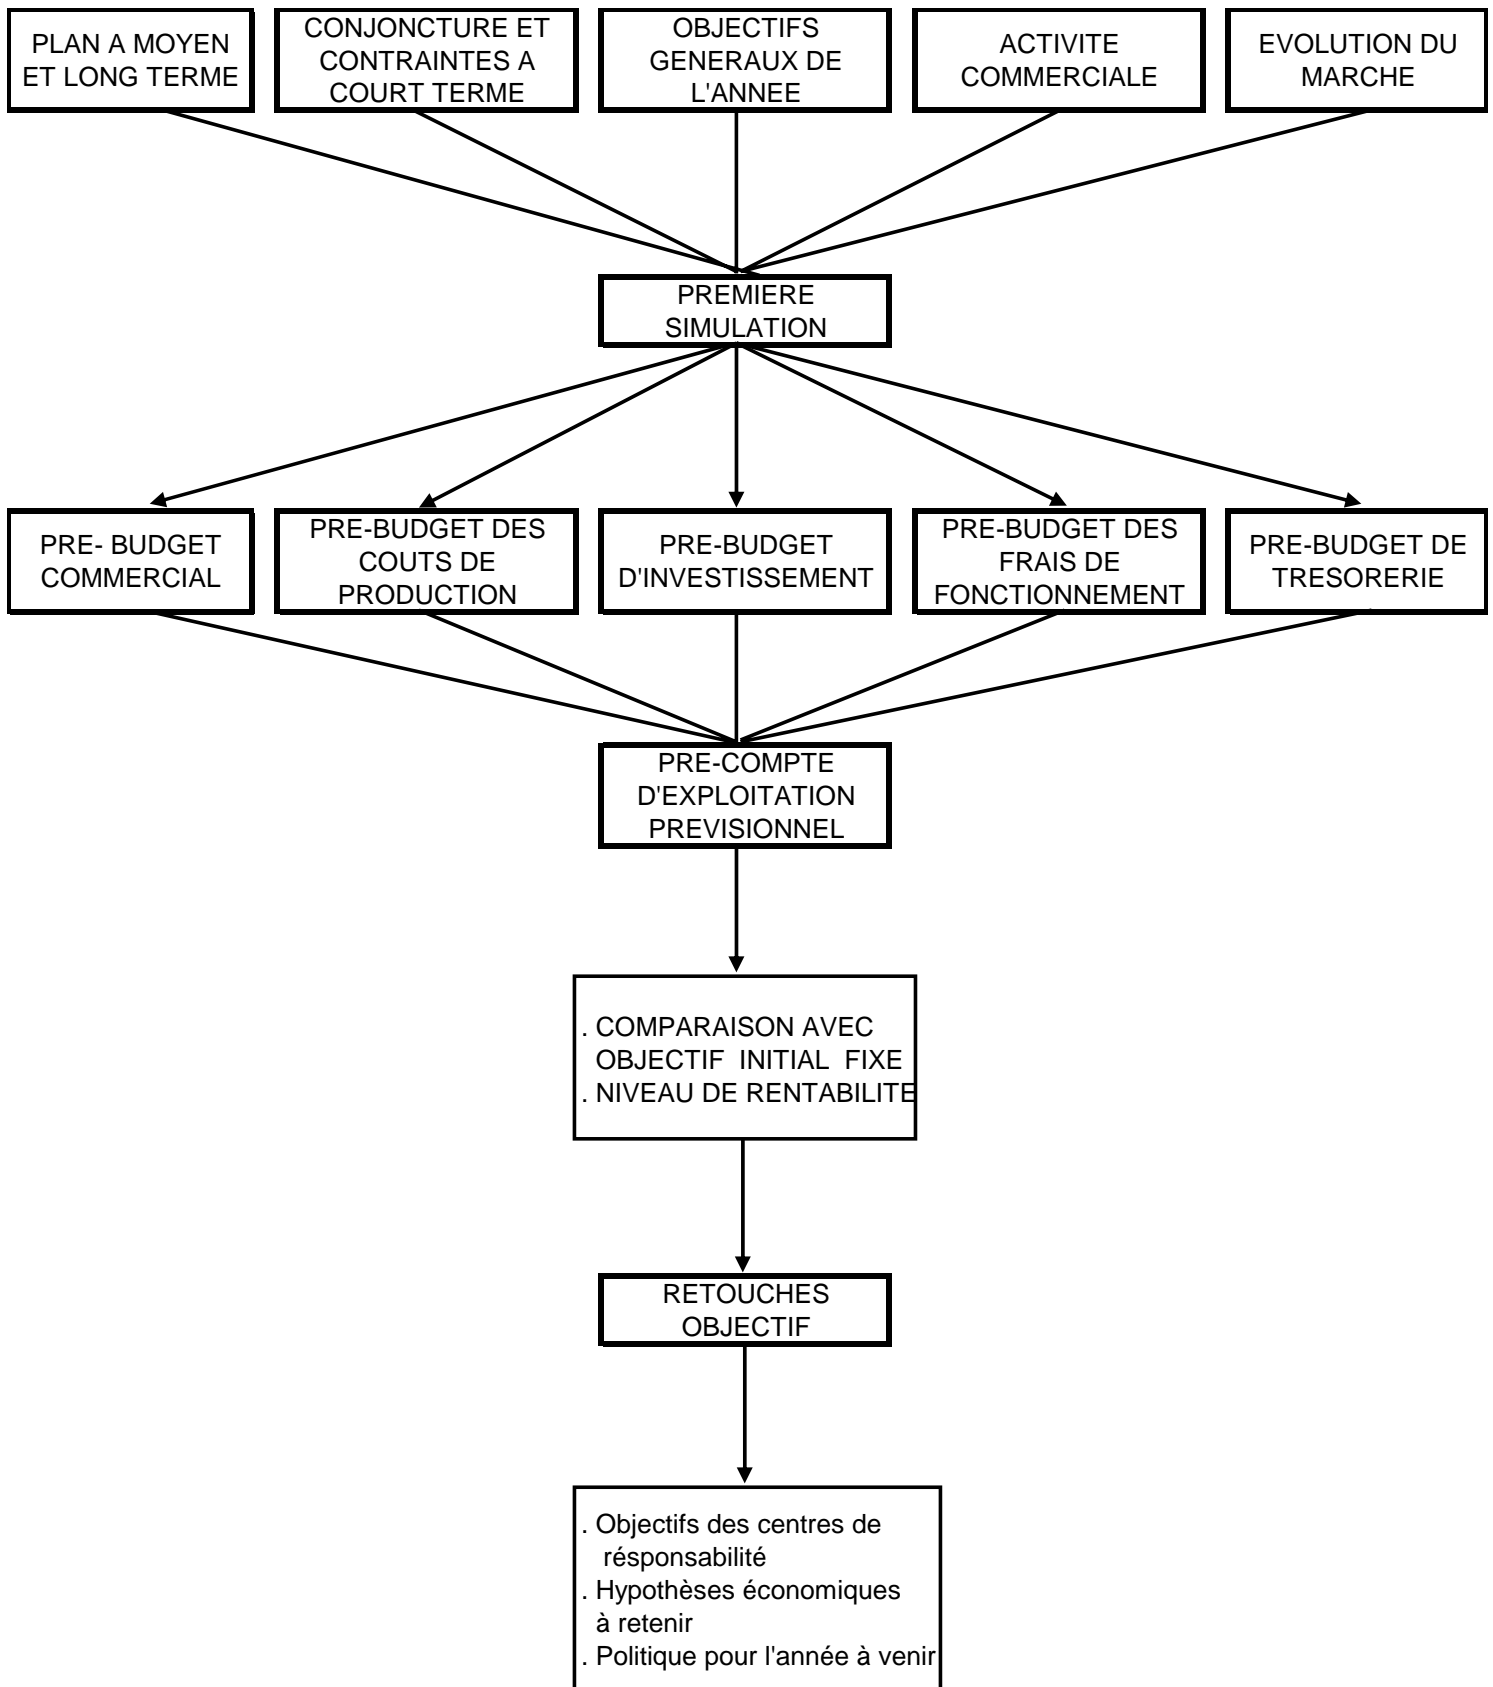 PLAN A MOYEN
ET LONG TERME
CONJONCTURE ET
CONTRAINTES A
COURT TERME
OBJECTIFS
GENERAUX DE
L'ANNEE
ACTIVITE
COMMERCIALE
EVOLUTION DU
MARCHE
PREMIERE
SIMULATION
PRE- BUDGET
COMMERCIAL
PRE-BUDGET DES
COUTS DE
PRODUCTION
PRE-BUDGET
D'INVESTISSEMENT
PRE-BUDGET DES
FRAIS DE
FONCTIONNEMENT
PRE-BUDGET DE
TRESORERIE
PRE-COMPTE
D'EXPLOITATION
PREVISIONNEL
. COMPARAISON AVEC
OBJECTIF INITIAL FIXE
. NIVEAU DE RENTABILITE
RETOUCHES
OBJECTIF
. Objectifs des centres de
résponsabilité
. Hypothèses économiques
à retenir
. Politique pour l'année à venir